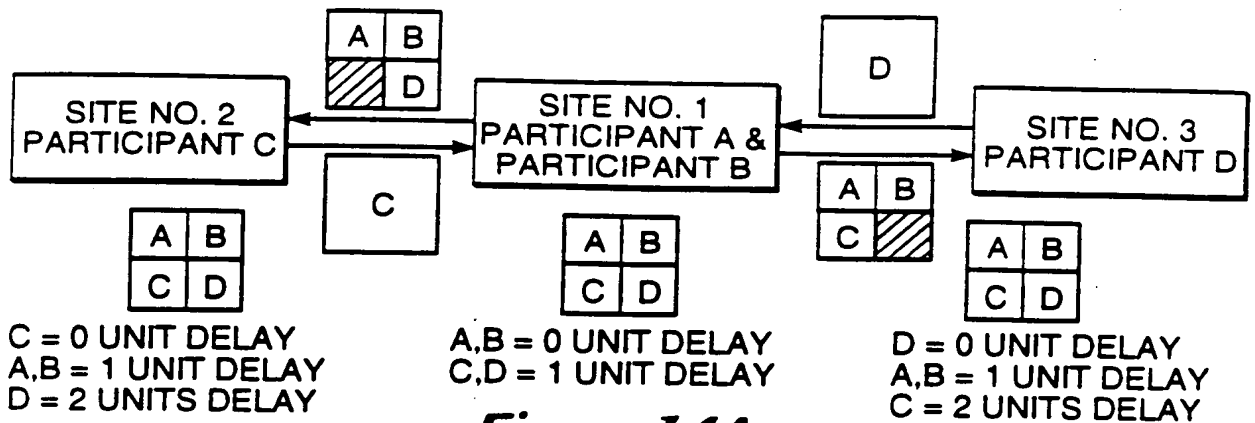 A B
D
D
SITE NO. 2
PARTICIPANT C
SITE NO. 1
PARTICIPANT A &
PARTICIPANT B
SITE NO. 3
PARTICIPANT D
C
A B
C
A B
C D
A B
C D
A B
C D
C = 0 UNIT DELAY
A,B = 1 UNIT DELAY
D = 2 UNITS DELAY
A,B = 0 UNIT DELAY
C,D = 1 UNIT DELAY
D = 0 UNIT DELAY
A,B = 1 UNIT DELAY
C = 2 UNITS DELAY